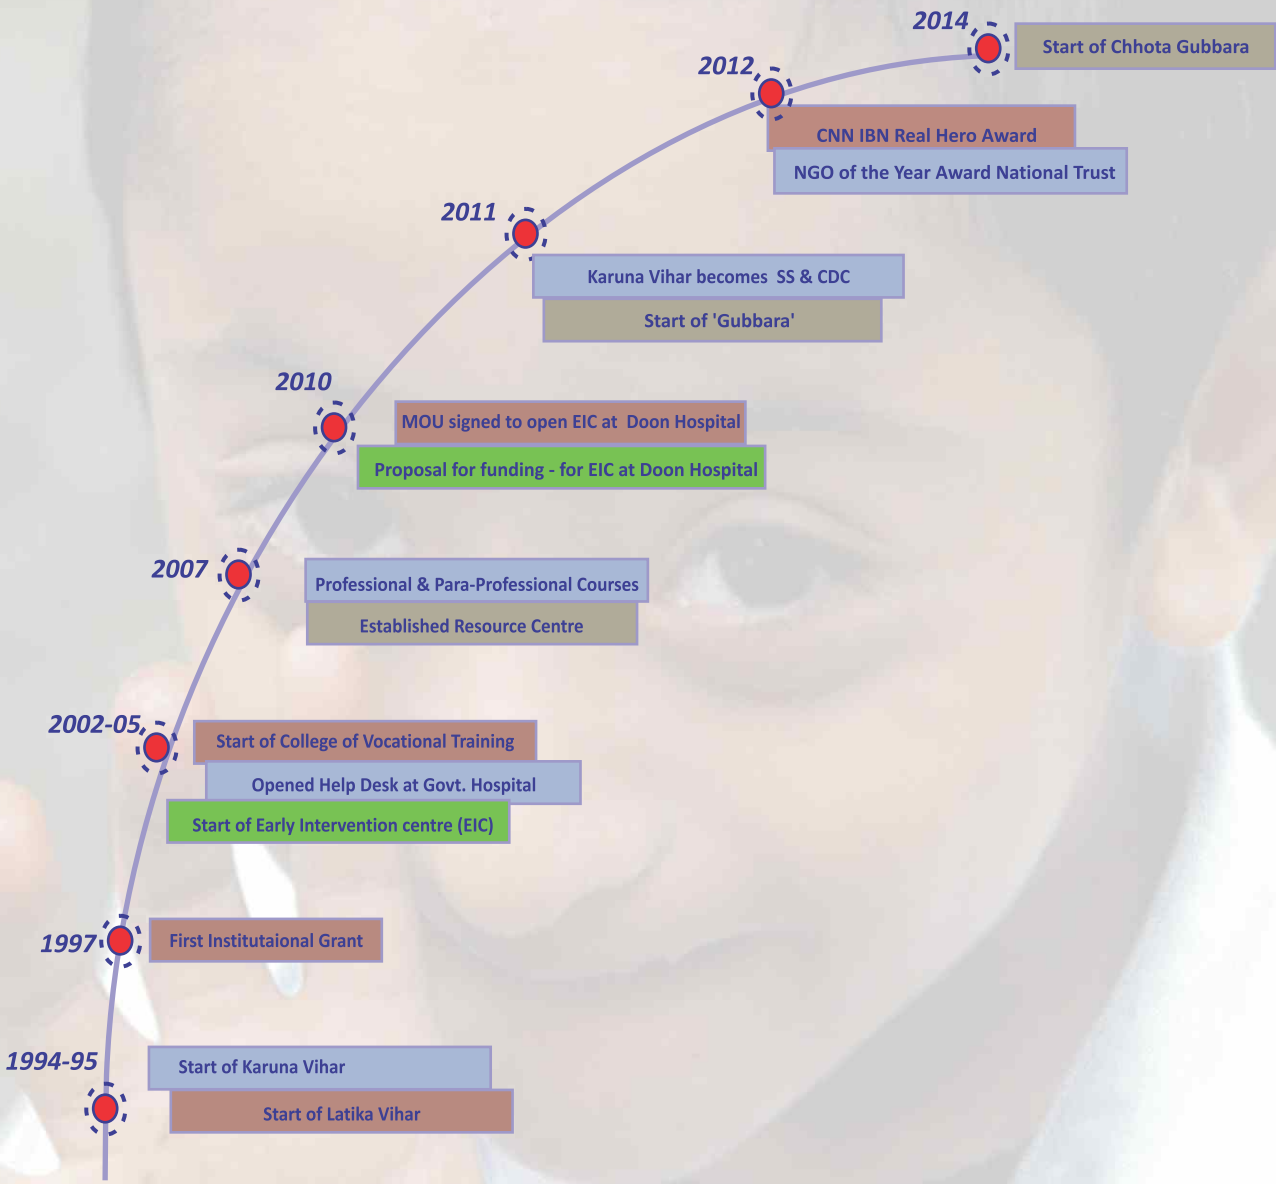 2014
Start of Chhota Gubbara
2012
CNN IBN Real Hero Award
NGO of the Year Award National Trust
2011
Karuna Vihar becomes  SS & CDC
Start of 'Gubbara'
2010
MOU signed to open EIC at  Doon Hospital
Proposal for funding - for EIC at Doon Hospital
2007
Professional & Para-Professional Courses
Established Resource Centre
2002-05
Start of College of Vocational Training
Opened Help Desk at Govt. Hospital
Start of Early Intervention centre (EIC)
1997
First Institutaional Grant
1994-95
Start of Karuna Vihar
Start of Latika Vihar